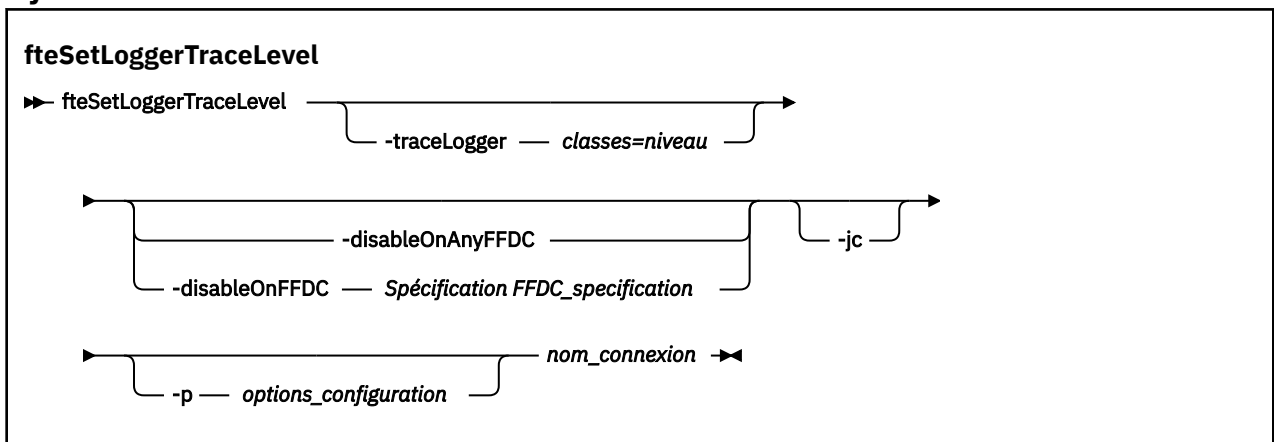 fteSetLoggerTraceLevel
fteSetLoggerTraceLevel
-traceLogger classes=niveau
-disableOnAnyFFDC
-jc
-disableOnFFDC Spécification FFDC_specification
nom_connexion
-p options_configuration